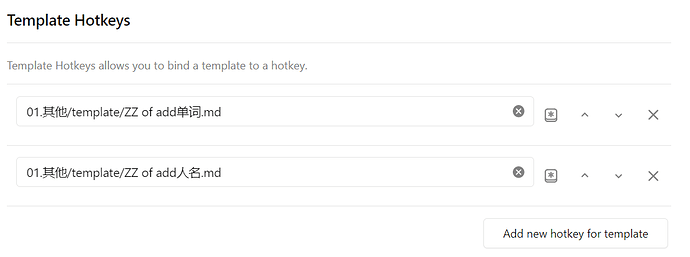 Template Hotkeys
Template Hotkeys allows you to bind a template to a hotkey.
01.其他/template/ZZ of add单词.md
01.其他/template/ZZ of add人名.md
Add new hotkey for template